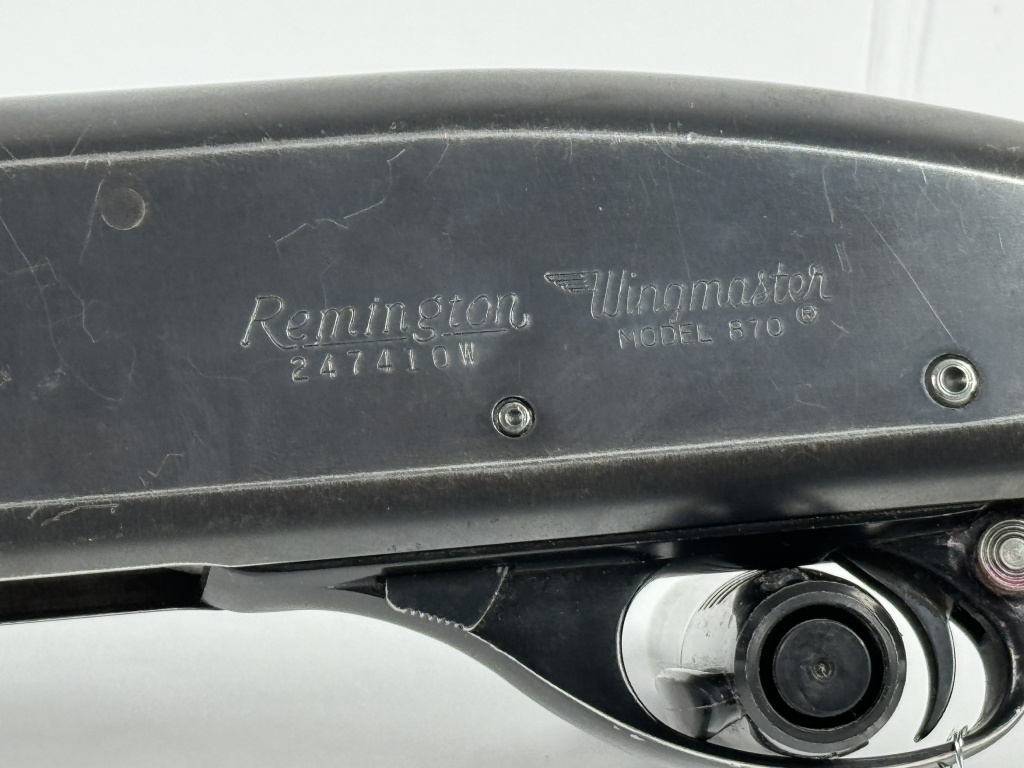 Remington
247410W
Wingmaster
MODEL 870 ®